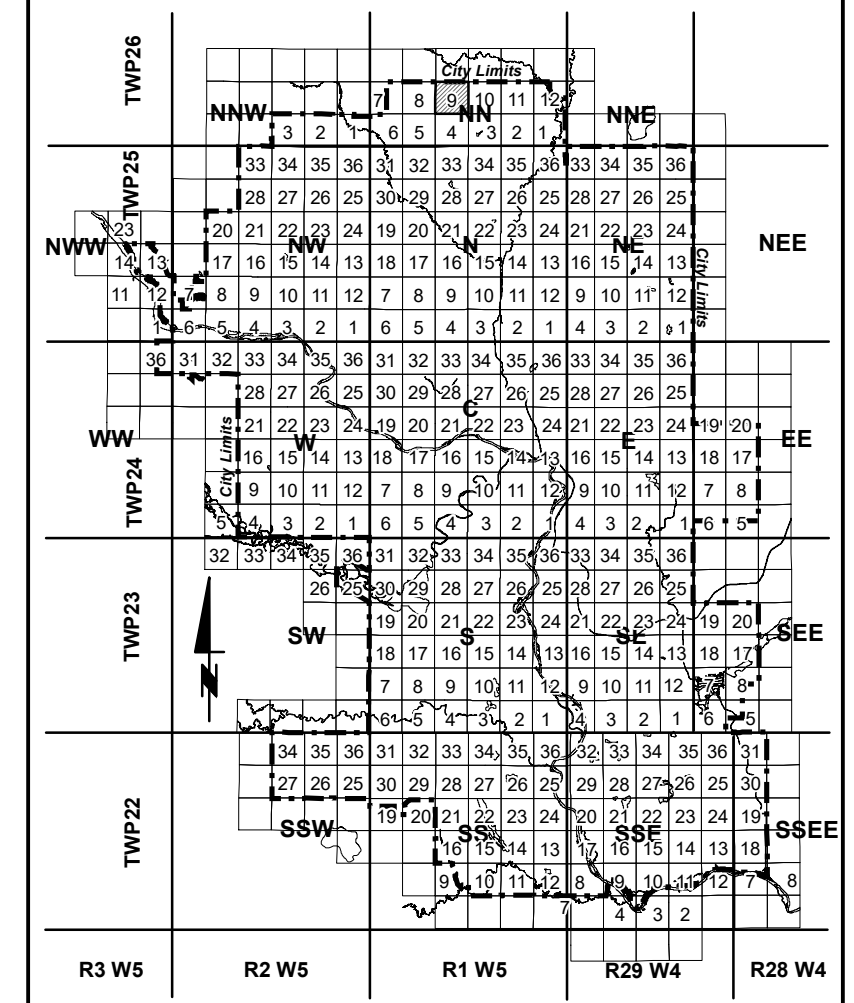 TWP26
City Limits
7 8 9 10 11 12
NNW NN NNE
3 2 1 6 5 4 3 2 1
TWP25
33 34 35 36 31 32 33 34 35 36 33 34 35 36
28 27 26 25 30 29 28 27 26 25 28 27 26 25
23 20 21 22 23 24 19 20 21 22 23 24 21 22 23 24
NWW NW N NE NEE
14 13 17 16 15 14 13 18 17 16 15 14 13 16 15 14 13
City Limits
11 12 7 8 9 10 11 12 7 8 9 10 11 12 9 10 11 12
1 6 5 4 3 2 1 6 5 4 3 2 1 4 3 2 1
36 31 32 33 34 35 36 31 32 33 34 35 36 33 34 35 36
28 27 26 25 30 29 28 27 26 25 28 27 26 25
C
21 22 23 24 19 20 21 22 23 24 21 22 23 24 19 20
WW W E EE
City Limits
16 15 14 13 18 17 16 15 14 13 16 15 14 13 18 17
TWP24
9 10 11 12 7 8 9 10 11 12 9 10 11 12 7 8
5 4 3 2 1 6 5 4 3 2 1 4 3 2 1 6 5
32 33 34 35 36 31 32 33 34 35 36 33 34 35 36
26 25 30 29 28 27 26 25 28 27 26 25
TWP23
19 20 21 22 23 24 21 22 23 24 19 20
SW S SE SEE
18 17 16 15 14 13 16 15 14 13 18 17
N
7 8 9 10 11 12 9 10 11 12 7 8
6 5 4 3 2 1 4 3 2 1 6 5
34 35 36 31 32 33 34 35 36 32 33 34 35 36 31
27 26 25 30 29 28 27 26 25 29 28 27 26 25 30
TWP22
19 20 21 22 23 24 20 21 22 23 24 19
SSW SS SSE SSEE
16 15 14 13 17 16 15 14 13 18
9 10 11 12 8 9 10 11 12 7 8
7 4 3 2
R3 W5 R2 W5 R1 W5 R29 W4 R28 W4